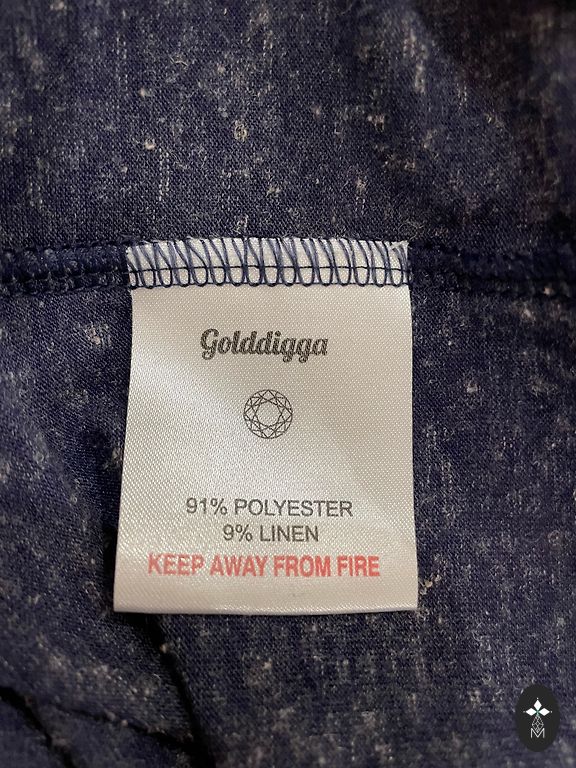 Golddigga
91% POLYESTER
9% LINEN
KEEP AWAY FROM FIRE
M